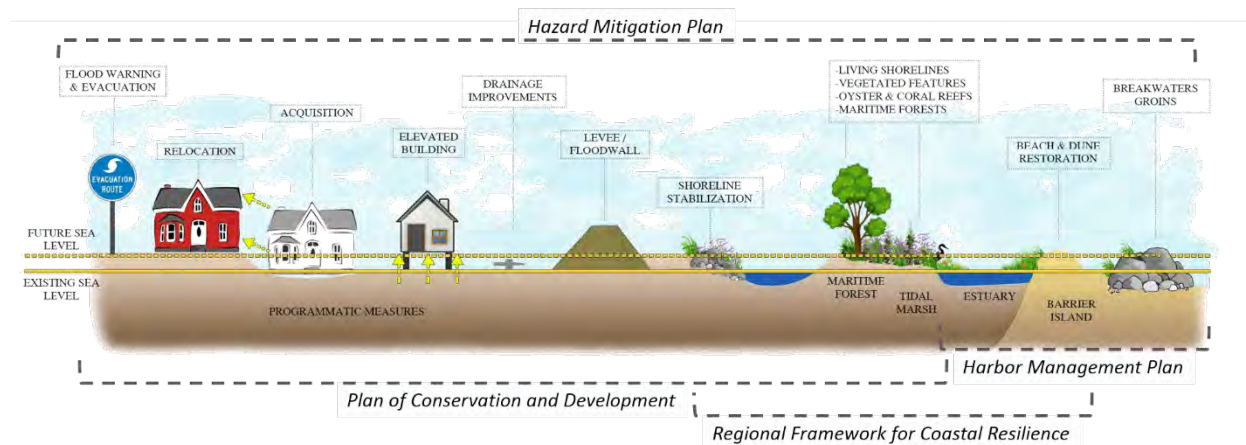 Hazard Mitigation Plan
FLOOD WARNING
& EVACUATION
ACQUISITION
RELOCATION
ELEVATED
BUILDING
DRAINAGE
IMPROVEMENTS
LEVEE /
FLOODWALL
SHORELINE
STABILIZATION
-LIVING SHORELINES
-VEGETATED FEATURES
-OYSTER & CORAL REEFS
-MARITIME FORESTS
BEACH & DUNE
RESTORATION
BREAKWATERS
GROINS
EVACUATION
ROUTE
FUTURE SEA
LEVEL
EXISTING SEA
LEVEL
PROGRAMMATIC MEASURES
MARITIME
FOREST
TIDAL
MARSH
ESTUARY
BARRIER
ISLAND
Harbor Management Plan
Plan of Conservation and Development
Regional Framework for Coastal Resilience